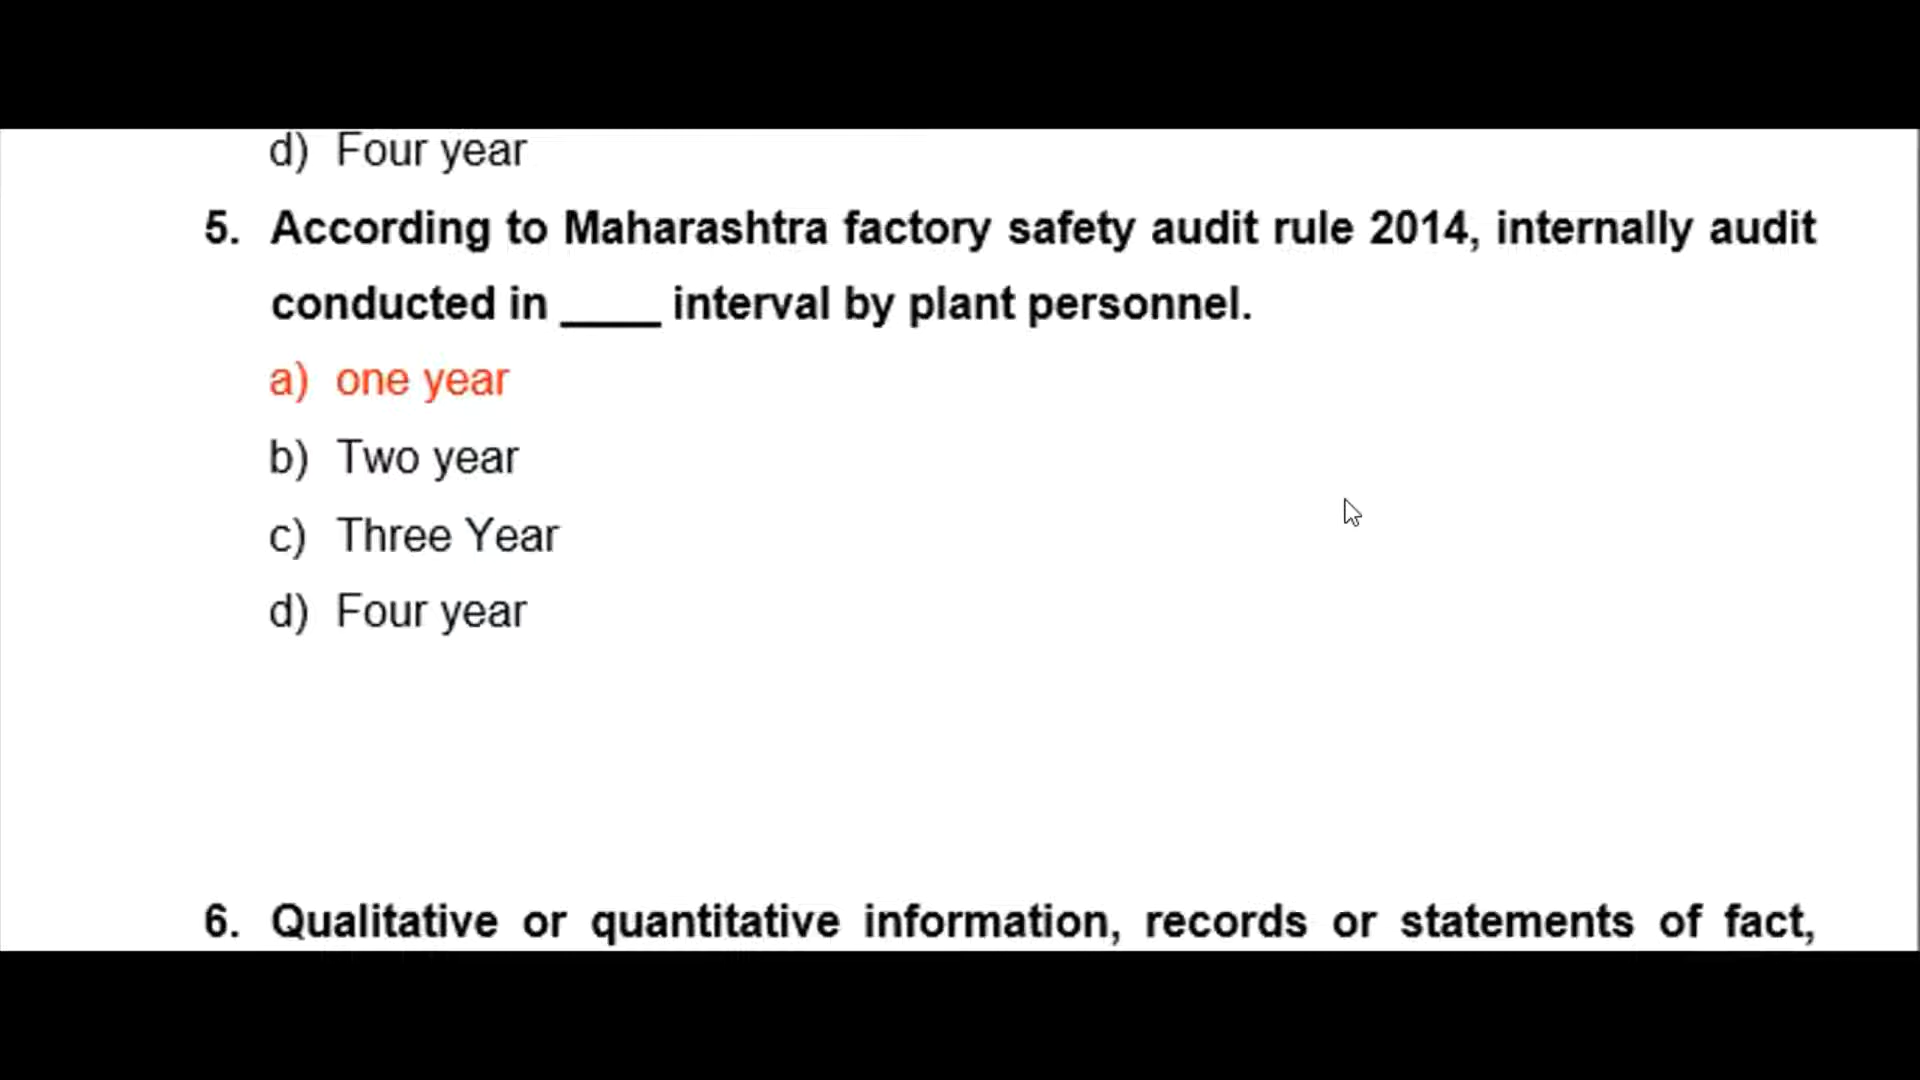 d) Four year
5. According to Maharashtra factory safety audit rule 2014, internally audit
conducted in ____ interval by plant personnel.
a) one year
b) Two year
c) Three Year
d) Four year
6. Qualitative or quantitative information, records or statements of fact,